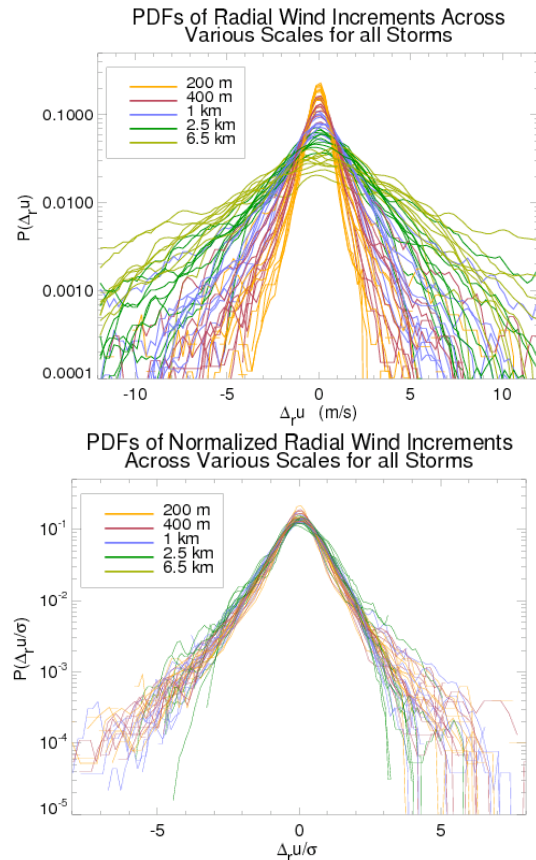 PDFs of Radial Wind Increments Across
Various Scales for all Storms
200 m
400 m
1 km
2.5 km
6.5 km
0.1000
0.0100
0.0010
0.0001
P(Δᵣu)
-10 -5 0 5 10
Δᵣu (m/s)
PDFs of Normalized Radial Wind Increments
Across Various Scales for all Storms
200 m
400 m
1 km
2.5 km
6.5 km
10⁻¹
10⁻²
10⁻³
10⁻⁴
10⁻⁵
P(Δᵣu/σ)
-5 0 5
Δᵣu/σ